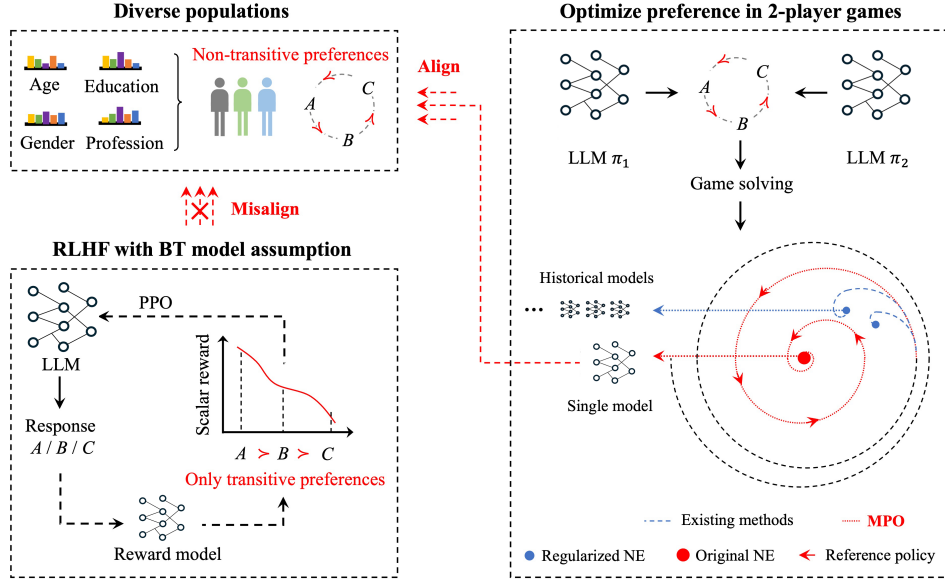 Diverse populations
Non-transitive preferences
Age
Education
Gender
Profession
A
C
B
Align
Misalign
RLHF with BT model assumption
PPO
LLM
Response
A / B / C
Scalar reward
A ≻ B ≻ C
Only transitive preferences
Reward model
Optimize preference in 2-player games
LLM π₁
A
C
B
LLM π₂
Game solving
Historical models
...
Single model
Existing methods
MPO
Regularized NE
Original NE
Reference policy